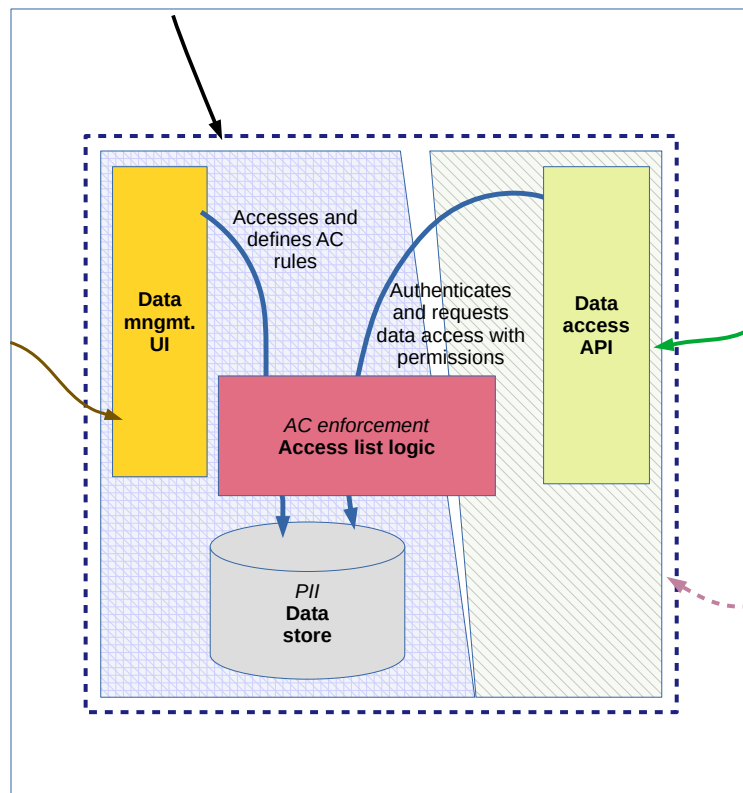 Accesses and
defines AC
rules
Data
mngmt.
UI
Authenticates
and requests
data access with
permissions
Data
access
API
AC enforcement
Access list logic
PII
Data
store